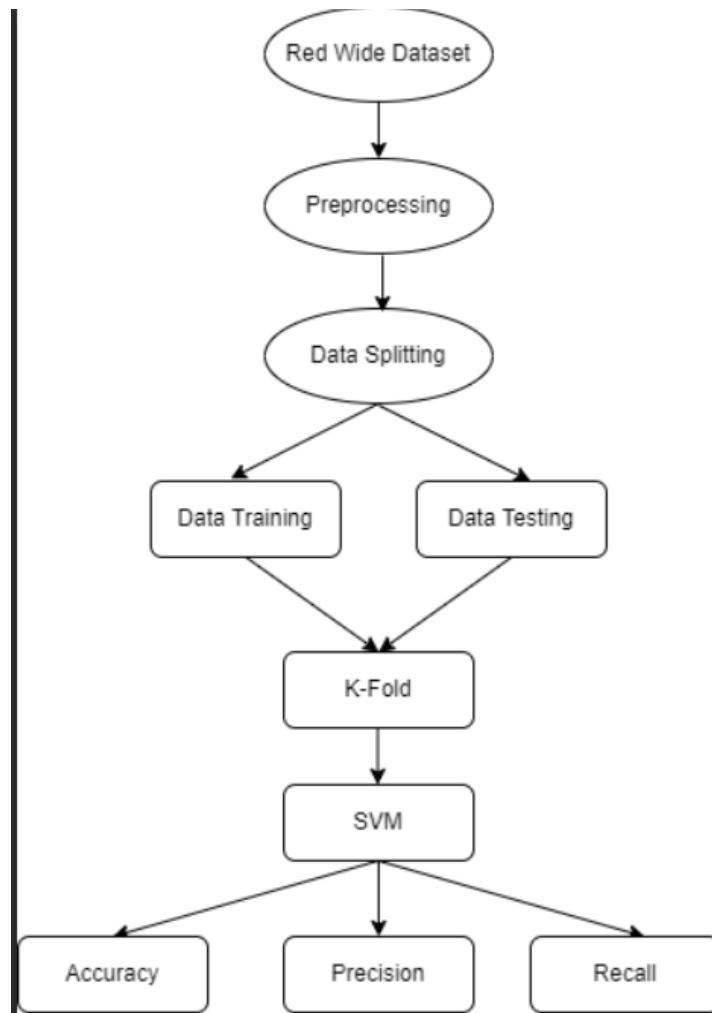 Red Wide Dataset
Preprocessing
Data Splitting
Data Training
Data Testing
K-Fold
SVM
Accuracy
Precision
Recall